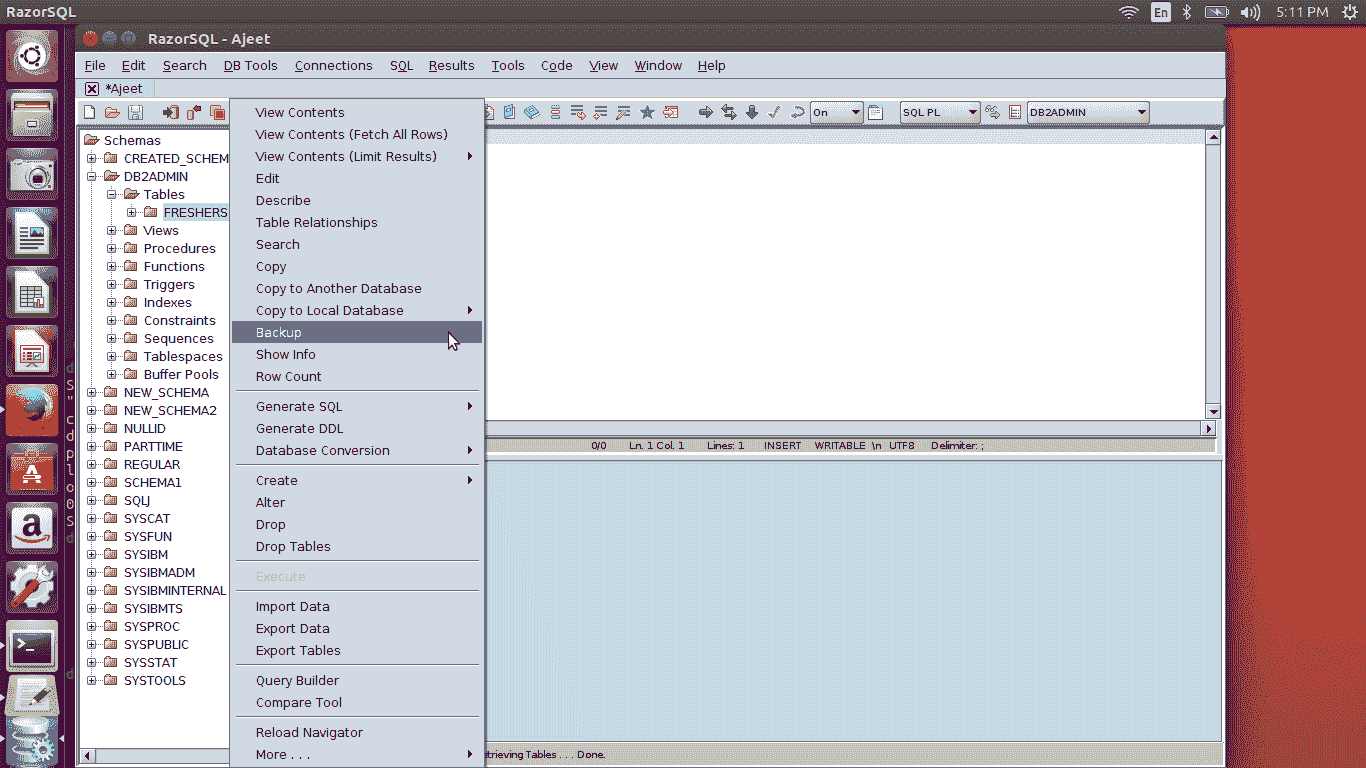 RazorSQL
En
5:11 PM
RazorSQL - Ajeet
File Edit Search DB Tools Connections SQL Results Tools Code View Window Help
*Ajeet
On
SQL PL
DB2ADMIN
Schemas
CREATED_SCHEM
DB2ADMIN
Tables
FRESHERS
Views
Procedures
Functions
Triggers
Indexes
Constraints
Sequences
Tablespaces
Buffer Pools
NEW_SCHEMA
NEW_SCHEMA2
NULLID
PARTTIME
REGULAR
SCHEMA1
SQLJ
SYSCAT
SYSFUN
SYSIBM
SYSIBMADM
SYSIBMINTERNAL
SYSIBMTS
SYSPROC
SYSPUBLIC
SYSSTAT
SYSTOOLS
View Contents
View Contents (Fetch All Rows)
View Contents (Limit Results)
Edit
Describe
Table Relationships
Search
Copy
Copy to Another Database
Copy to Local Database
Backup
Show Info
Row Count
Generate SQL
Generate DDL
Database Conversion
Create
Alter
Drop
Drop Tables
Execute
Import Data
Export Data
Export Tables
Query Builder
Compare Tool
Reload Navigator
More . . .
0/0 Ln. 1 Col. 1 Lines: 1 INSERT WRITABLE \n UTF8 Delimiter: ;
etrieving Tables . . . Done.